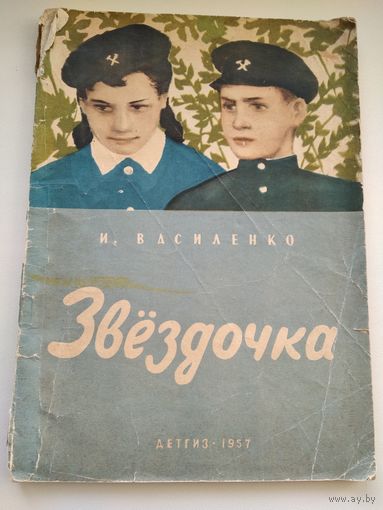 И. ВАСИЛЕНКО
Звёздочка
ДЕТГИЗ · 1957
www.ay.by